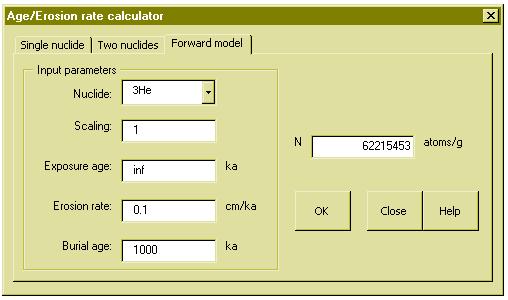 Age/Erosion rate calculator
Single nuclide Two nuclides Forward model
Input parameters
Nuclide: 3He
Scaling: 1
N 62215453 atoms/g
Exposure age: inf ka
Erosion rate: 0.1 cm/ka
OK Close Help
Burial age: 1000 ka